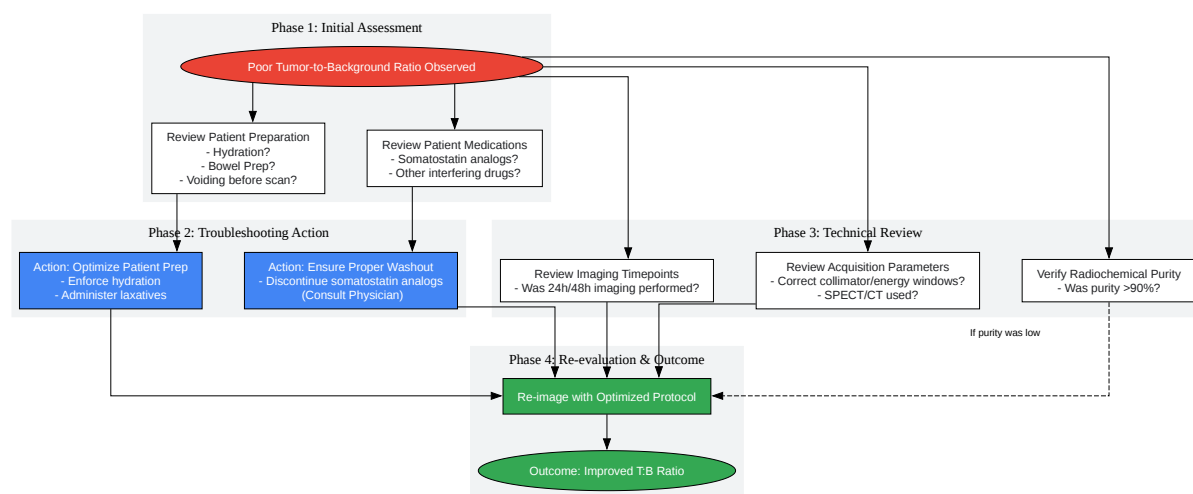 Phase 1: Initial Assessment
Poor Tumor-to-Background Ratio Observed
Review Patient Preparation
- Hydration?
- Bowel Prep?
- Voiding before scan?
Review Patient Medications
- Somatostatin analogs?
- Other interfering drugs?
Phase 2: Troubleshooting Action
Action: Optimize Patient Prep
- Enforce hydration
- Administer laxatives
Action: Ensure Proper Washout
- Discontinue somatostatin analogs
(Consult Physician)
Phase 3: Technical Review
Review Imaging Timepoints
- Was 24h/48h imaging performed?
Review Acquisition Parameters
- Correct collimator/energy windows?
- SPECT/CT used?
Verify Radiochemical Purity
- Was purity >90%?
If purity was low
Phase 4: Re-evaluation & Outcome
Re-image with Optimized Protocol
Outcome: Improved T:B Ratio